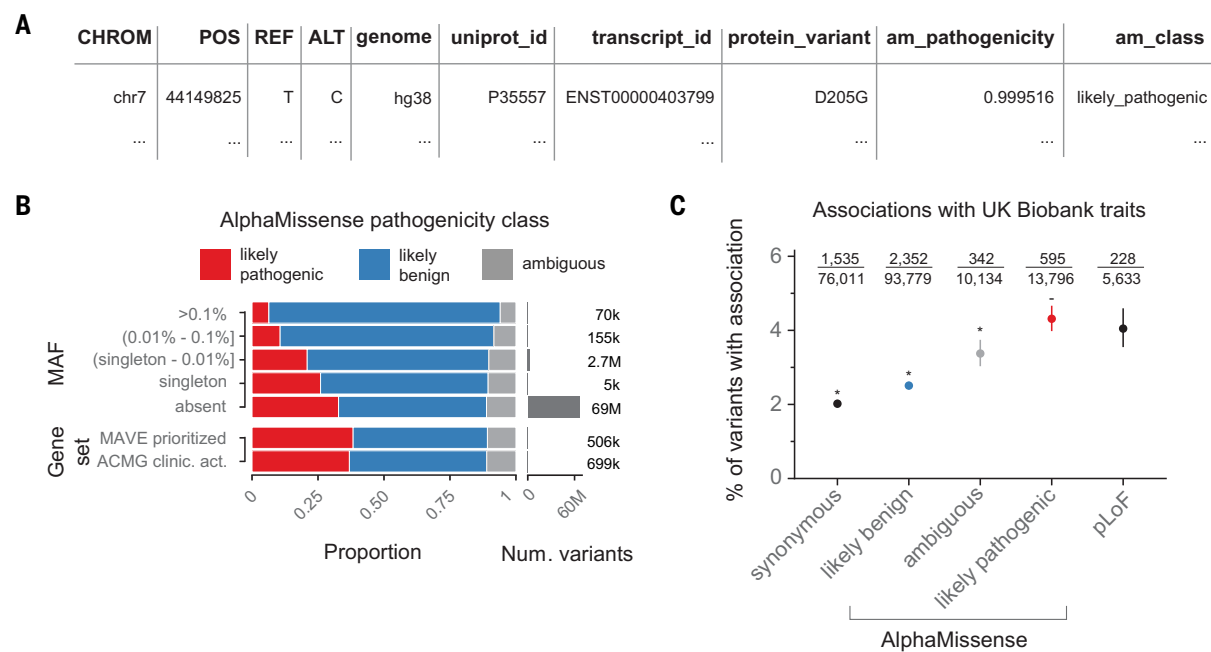 A
CHROM POS REF ALT genome uniprot_id transcript_id protein_variant am_pathogenicity am_class
chr7 44149825 T C hg38 P35557 ENST00000403799 D205G 0.999516 likely_pathogenic
... ... ... ... ... ... ... ... ... ...
B
AlphaMissense pathogenicity class
likely
pathogenic
likely
benign
ambiguous
MAF
>0.1% 70k
(0.01% - 0.1%] 155k
(singleton - 0.01%] 2.7M
singleton 5k
absent 69M
Gene
set
MAVE prioritized 506k
ACMG clinic. act. 699k
0 0.25 0.50 0.75 1 0 60M
Proportion Num. variants
C
Associations with UK Biobank traits
% of variants with association
6
4
2
0
1,535 2,352 342 595 228
76,011 93,779 10,134 13,796 5,633
* * * -
synonymous likely benign ambiguous likely pathogenic pLoF
AlphaMissense